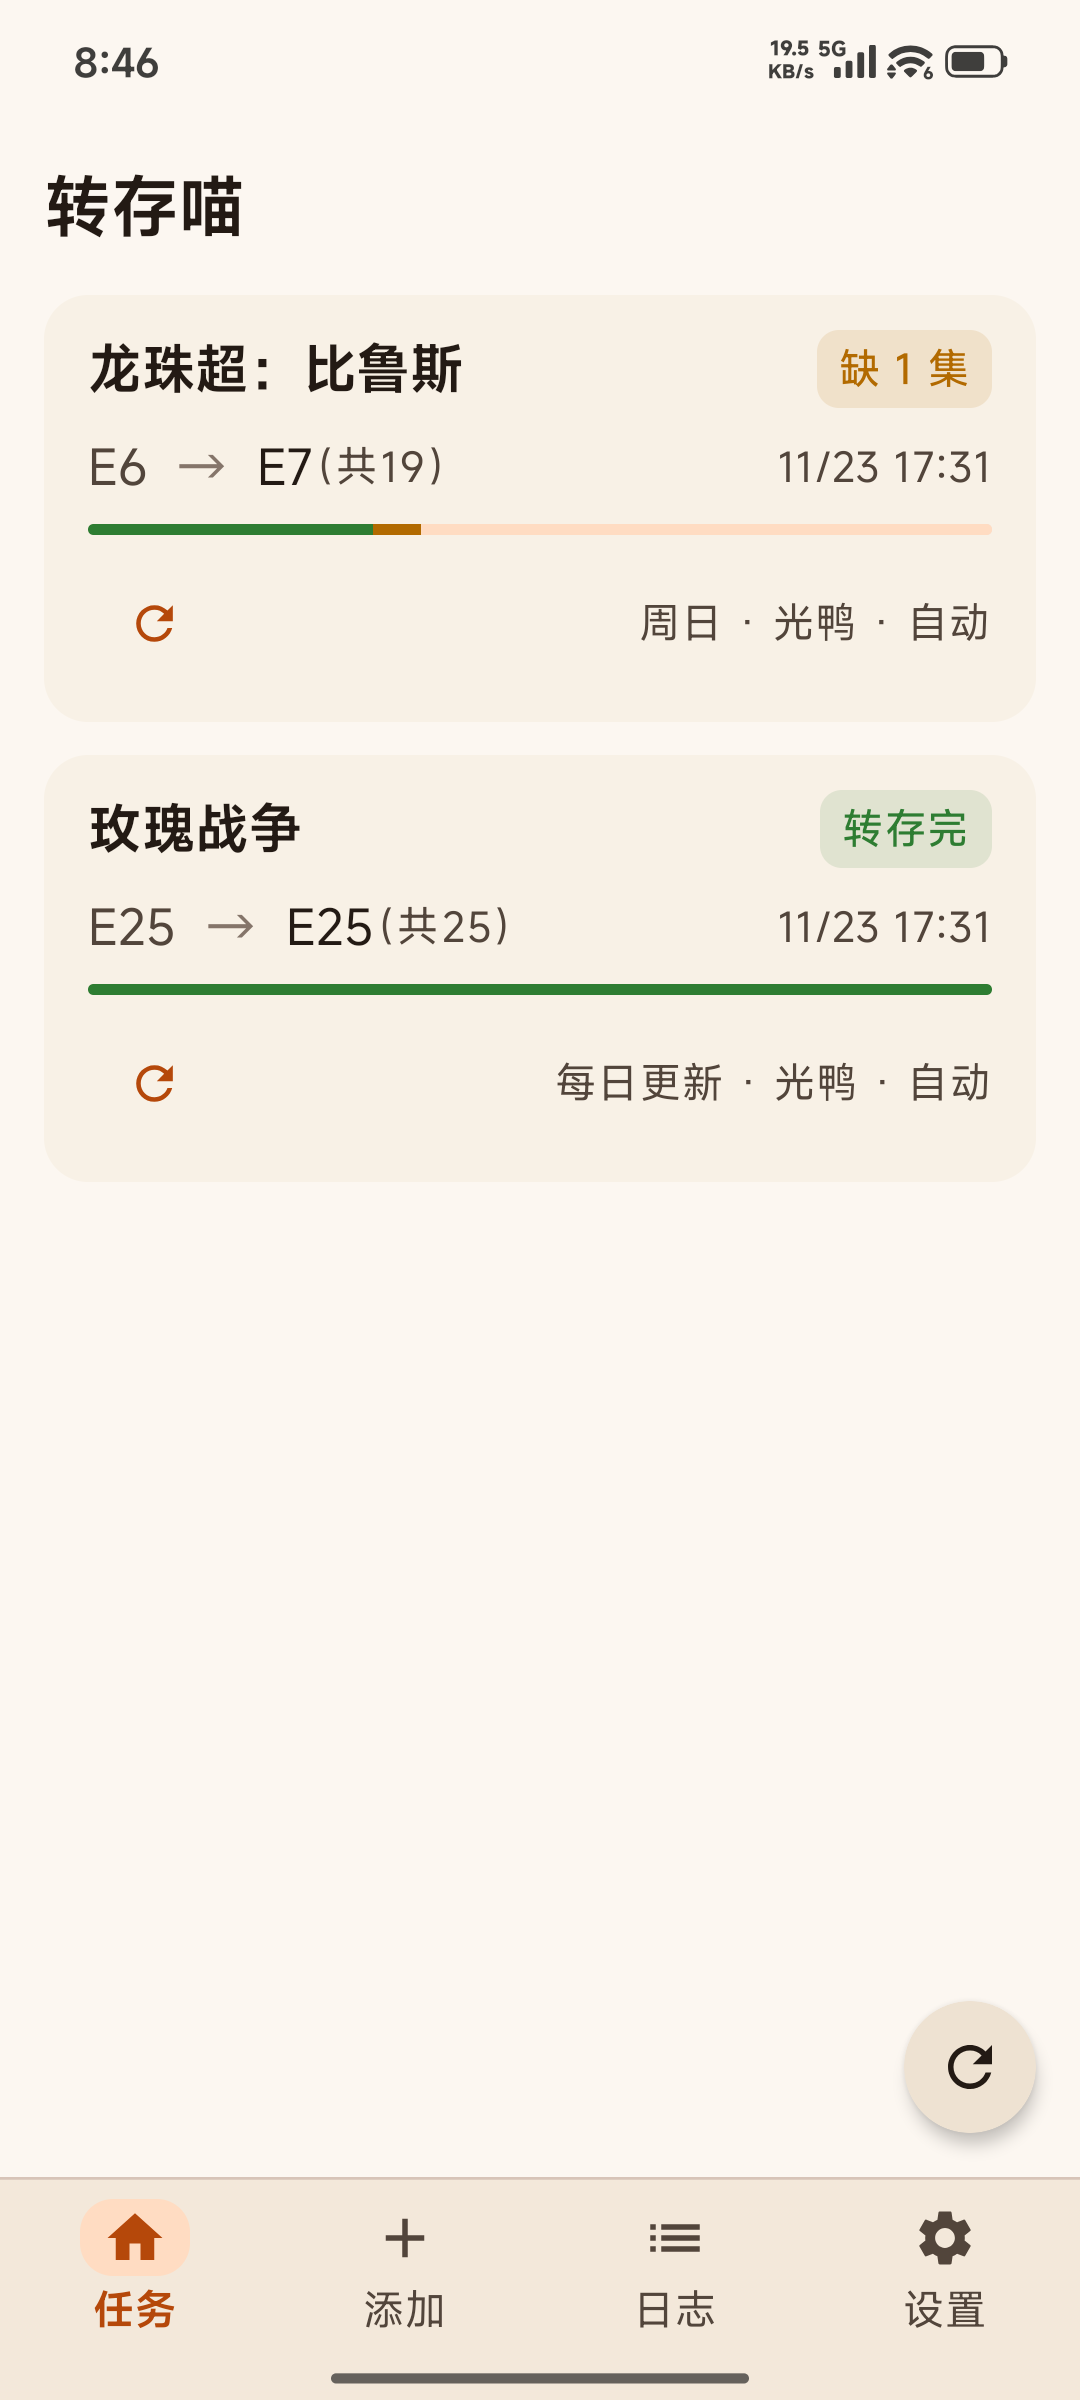 8:46
19.5 KB/s 5G 6
转存喵
龙珠超：比鲁斯
缺 1 集
E6 → E7(共19)
11/23 17:31
周日 · 光鸭 · 自动
玫瑰战争
转存完
E25 → E25(共25)
11/23 17:31
每日更新 · 光鸭 · 自动
任务
添加
日志
设置